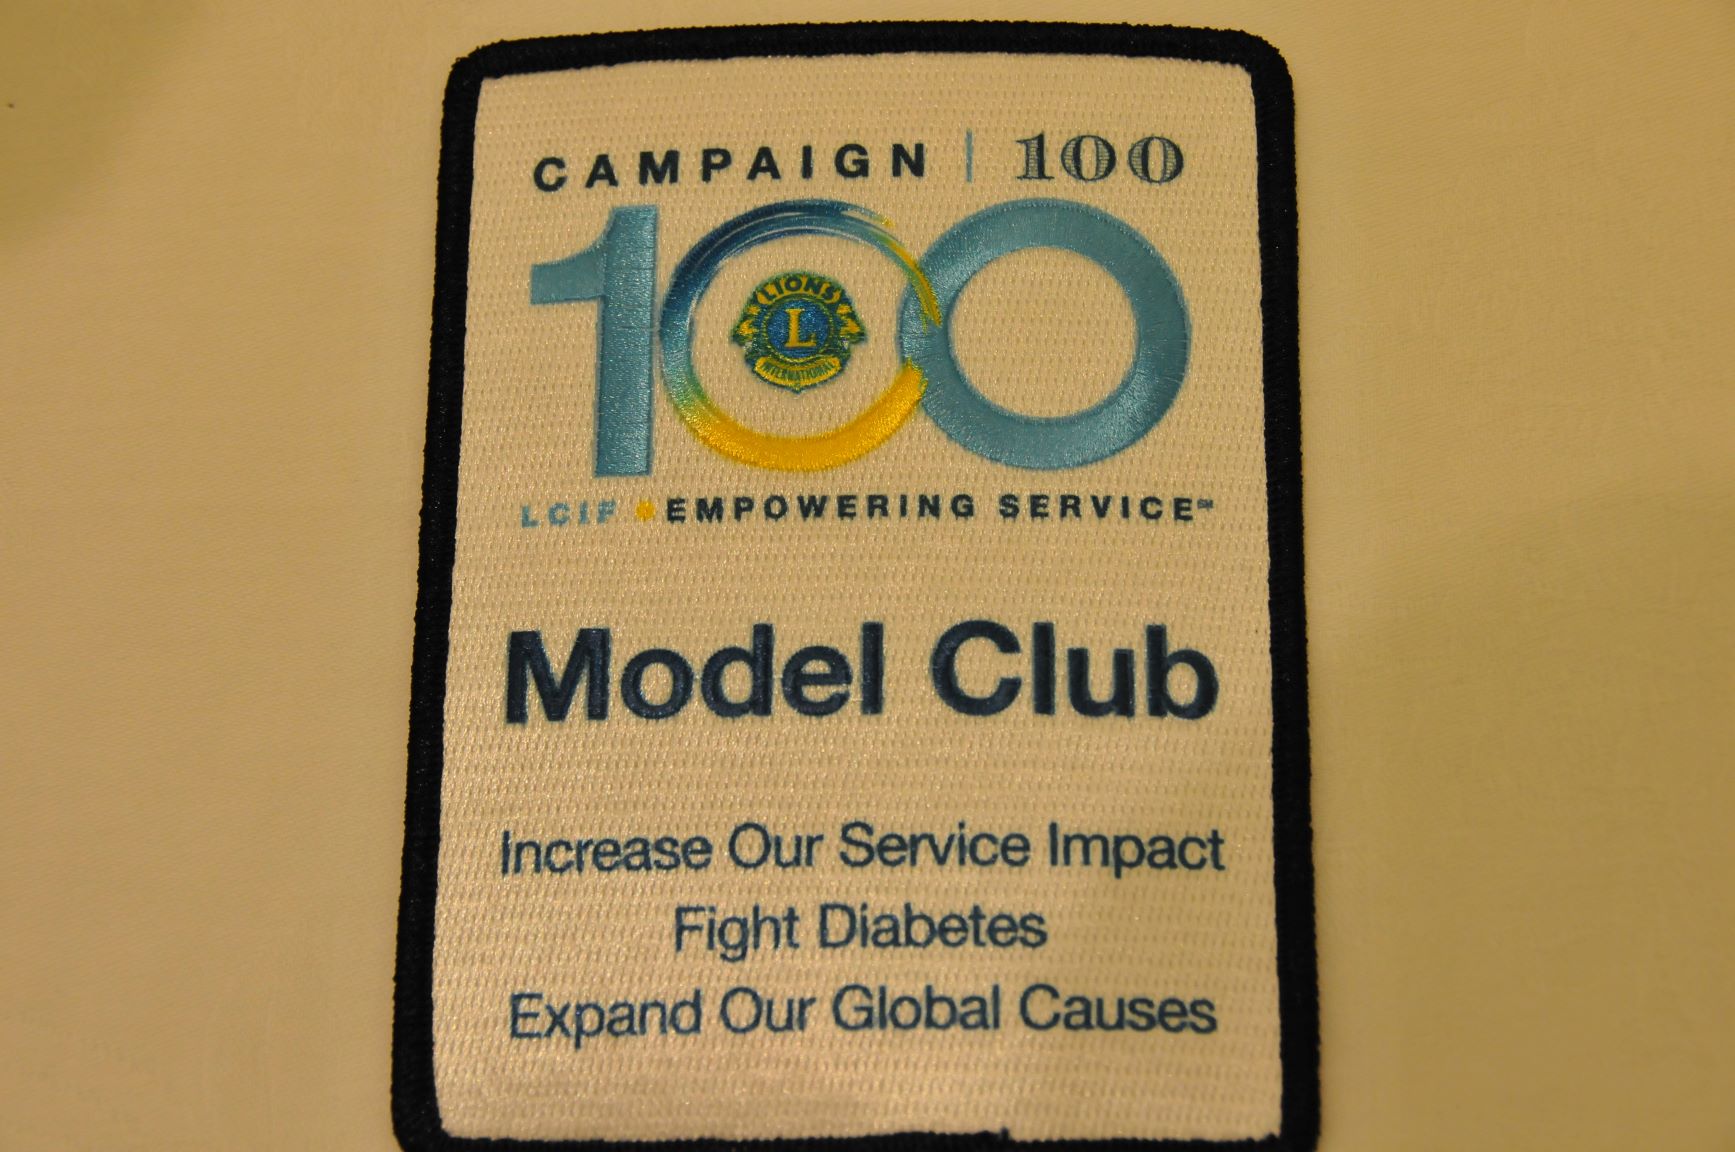 CAMPAIGN | 100
100
LIONS
L
INTERNATIONAL
LCIF EMPOWERING SERVICE℠
Model Club
Increase Our Service Impact
Fight Diabetes
Expand Our Global Causes